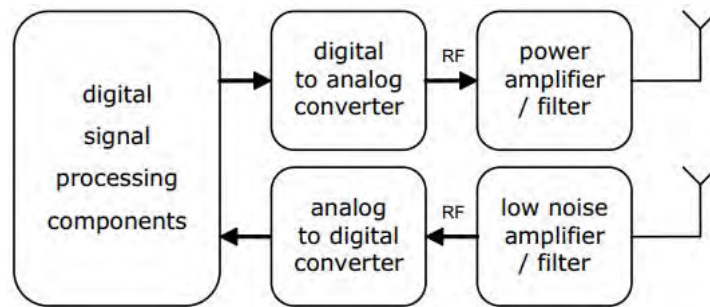 digital
signal
processing
components
digital
to analog
converter
RF
power
amplifier
/ filter
analog
to digital
converter
RF
low noise
amplifier
/ filter